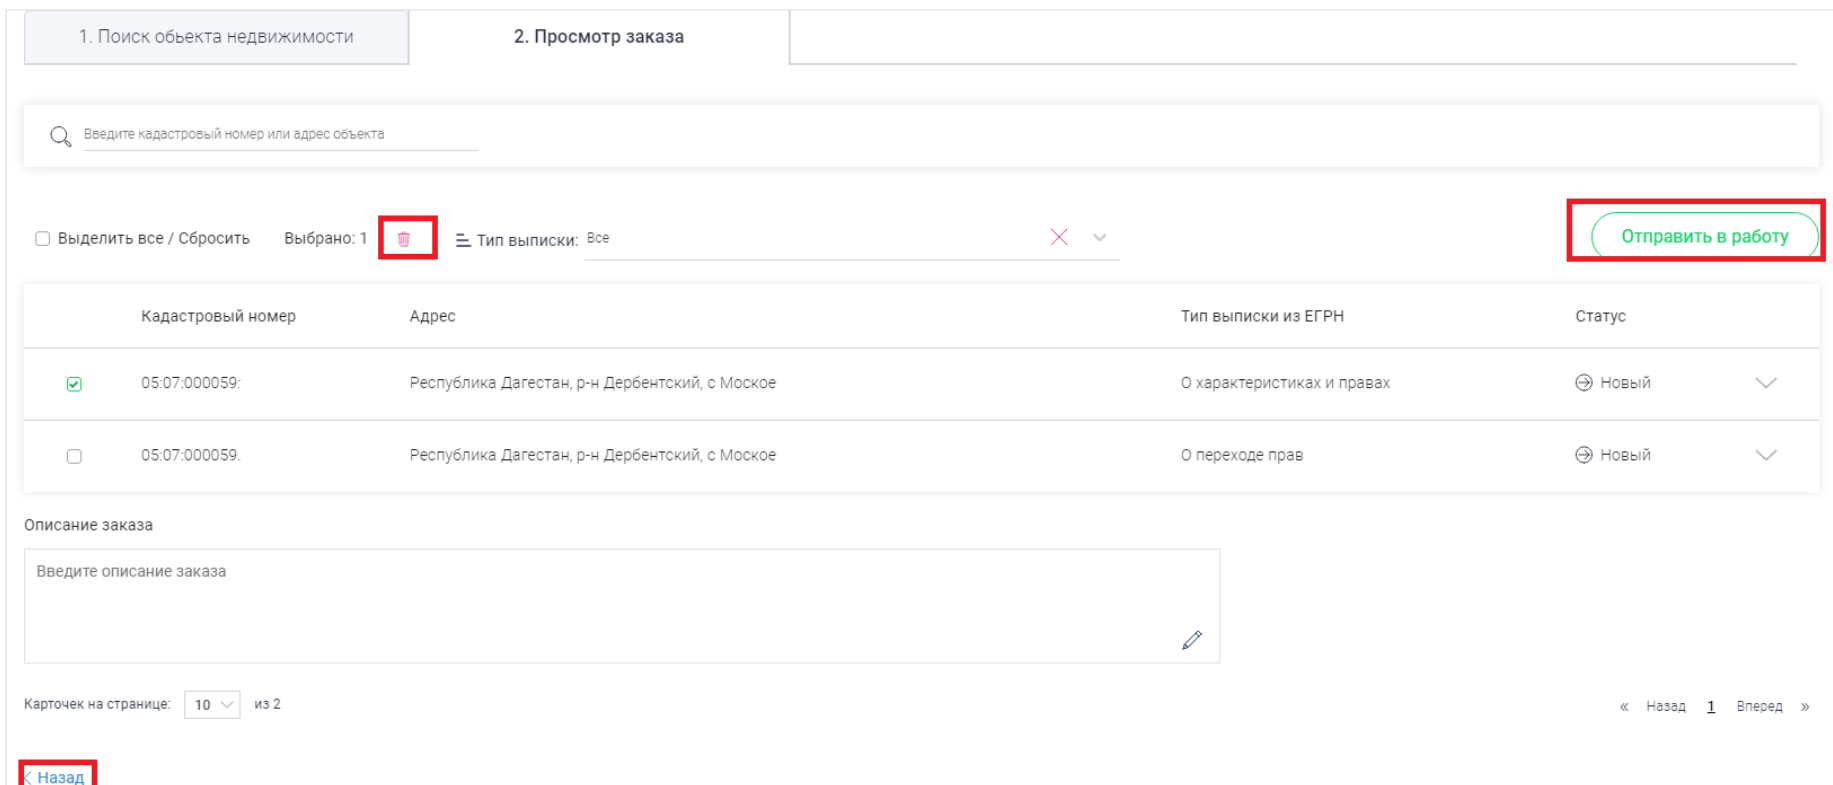 1. Поиск обьекта недвижимости 2. Просмотр заказа
Введите кадастровый номер или адрес объекта
Выделить все / Сбросить Выбрано: 1 Тип выписки: Все Отправить в работу
Кадастровый номер Адрес Тип выписки из ЕГРН Статус
05:07:000059: Республика Дагестан, р-н Дербентский, с Моское О характеристиках и правах Новый
05:07:000059. Республика Дагестан, р-н Дербентский, с Моское О переходе прав Новый
Описание заказа
Введите описание заказа
Карточек на странице: 10 из 2 « Назад 1 Вперед »
< Назад